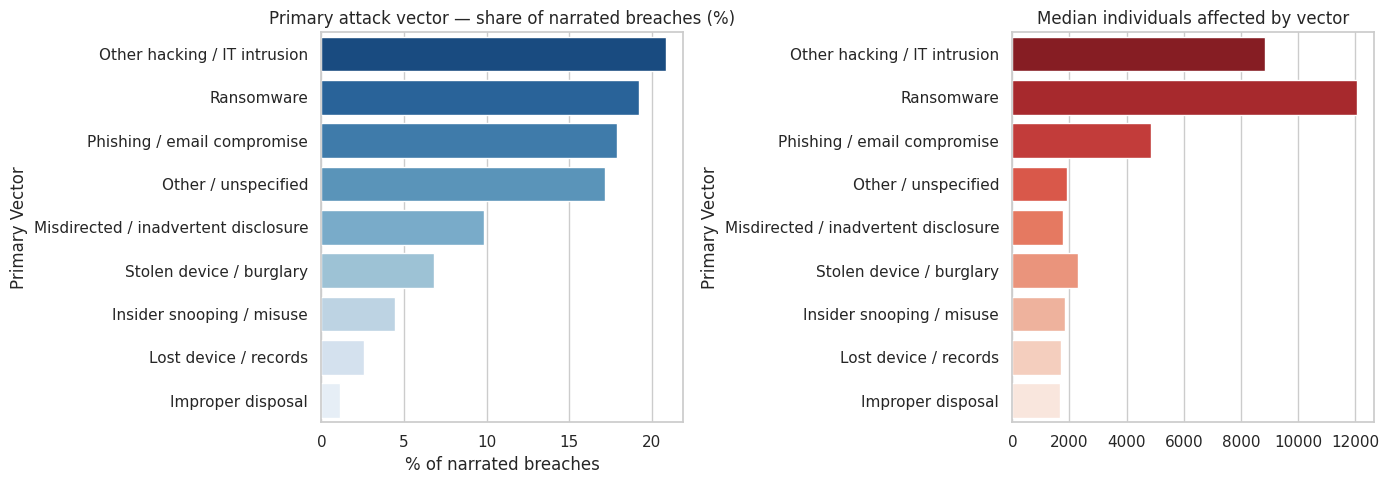 Primary attack vector — share of narrated breaches (%)
Primary Vector
Other hacking / IT intrusion
Ransomware
Phishing / email compromise
Other / unspecified
Misdirected / inadvertent disclosure
Stolen device / burglary
Insider snooping / misuse
Lost device / records
Improper disposal
0 5 10 15 20
% of narrated breaches
Median individuals affected by vector
Primary Vector
Other hacking / IT intrusion
Ransomware
Phishing / email compromise
Other / unspecified
Misdirected / inadvertent disclosure
Stolen device / burglary
Insider snooping / misuse
Lost device / records
Improper disposal
0 2000 4000 6000 8000 10000 12000